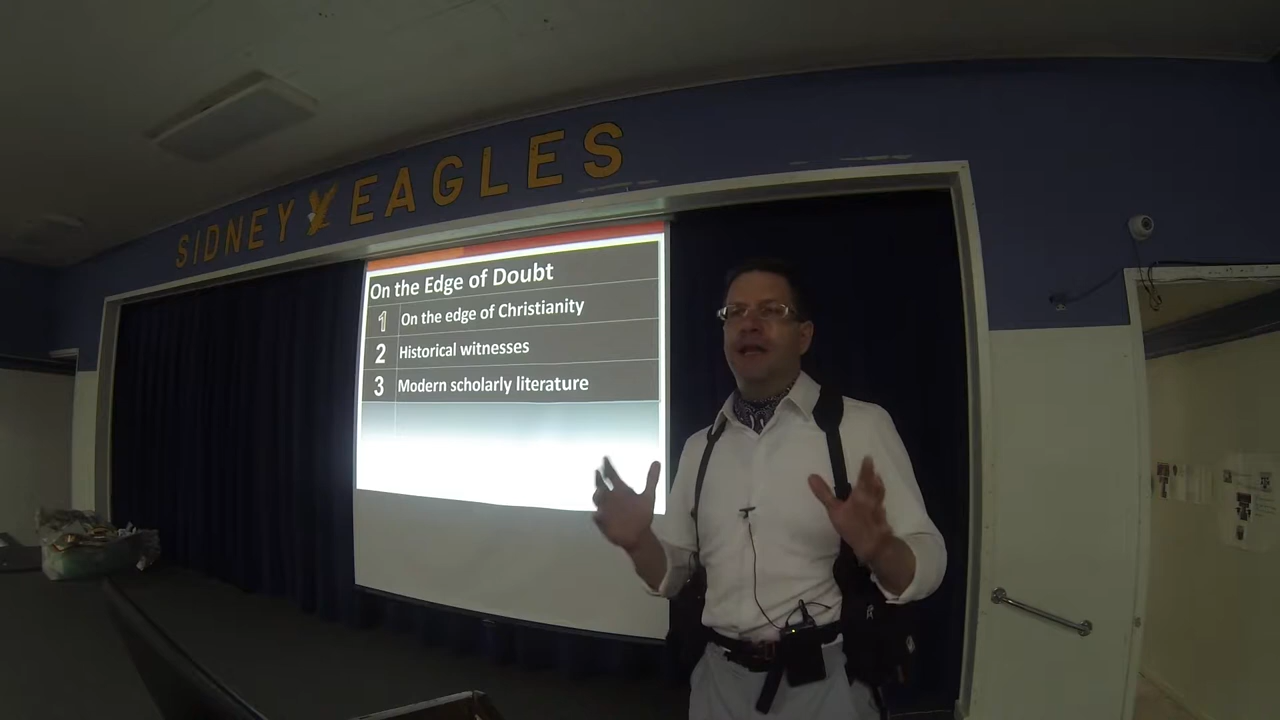 SIDNEY EAGLES
On the Edge of Doubt
1 On the edge of Christianity
2 Historical witnesses
3 Modern scholarly literature